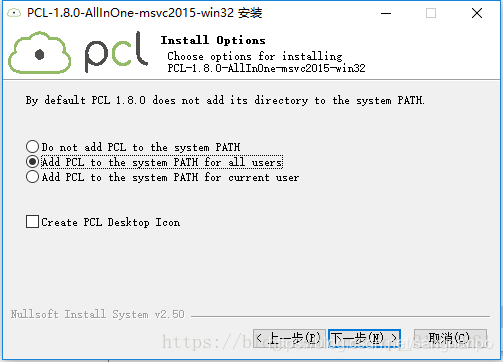 PCL-1.8.0-AllInOne-msvc2015-win32 安装
pcl
Install Options
Choose options for installing
PCL-1.8.0-AllInOne-msvc2015-win32
By default PCL 1.8.0 does not add its directory to the system PATH.
Do not add PCL to the system PATH
Add PCL to the system PATH for all users
Add PCL to the system PATH for current user
Create PCL Desktop Icon
Nullsoft Install System v2.50
< 上一步(P)
下一步(N) >
取消(C)